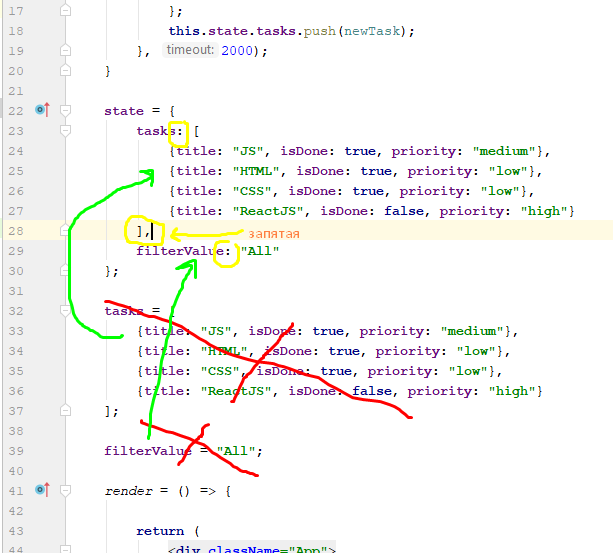 17 };
18 this.state.tasks.push(newTask);
19 }, timeout: 2000);
20 }
21
22 state = {
23 tasks: [
24 {title: "JS", isDone: true, priority: "medium"},
25 {title: "HTML", isDone: true, priority: "low"},
26 {title: "CSS", isDone: true, priority: "low"},
27 {title: "ReactJS", isDone: false, priority: "high"}
28 ], запятая
29 filterValue: "All"
30 };
31
32 tasks = [
33 {title: "JS", isDone: true, priority: "medium"},
34 {title: "HTML", isDone: true, priority: "low"},
35 {title: "CSS", isDone: true, priority: "low"},
36 {title: "ReactJS", isDone: false, priority: "high"}
37 ];
38
39 filterValue = "All";
40
41 render = () => {
42
43 return (
44 <div className="App">